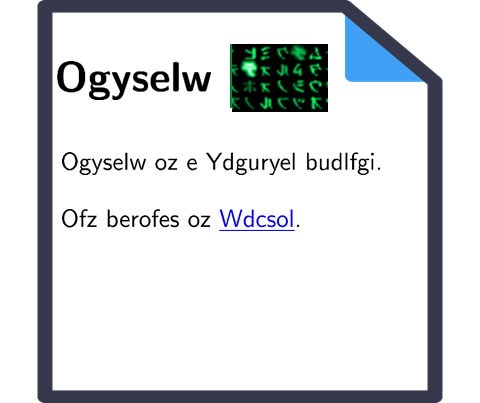 Ogyselw
Ogyselw oz e Ydguryel budlfgi.
Ofz berofes oz Wdcsol.